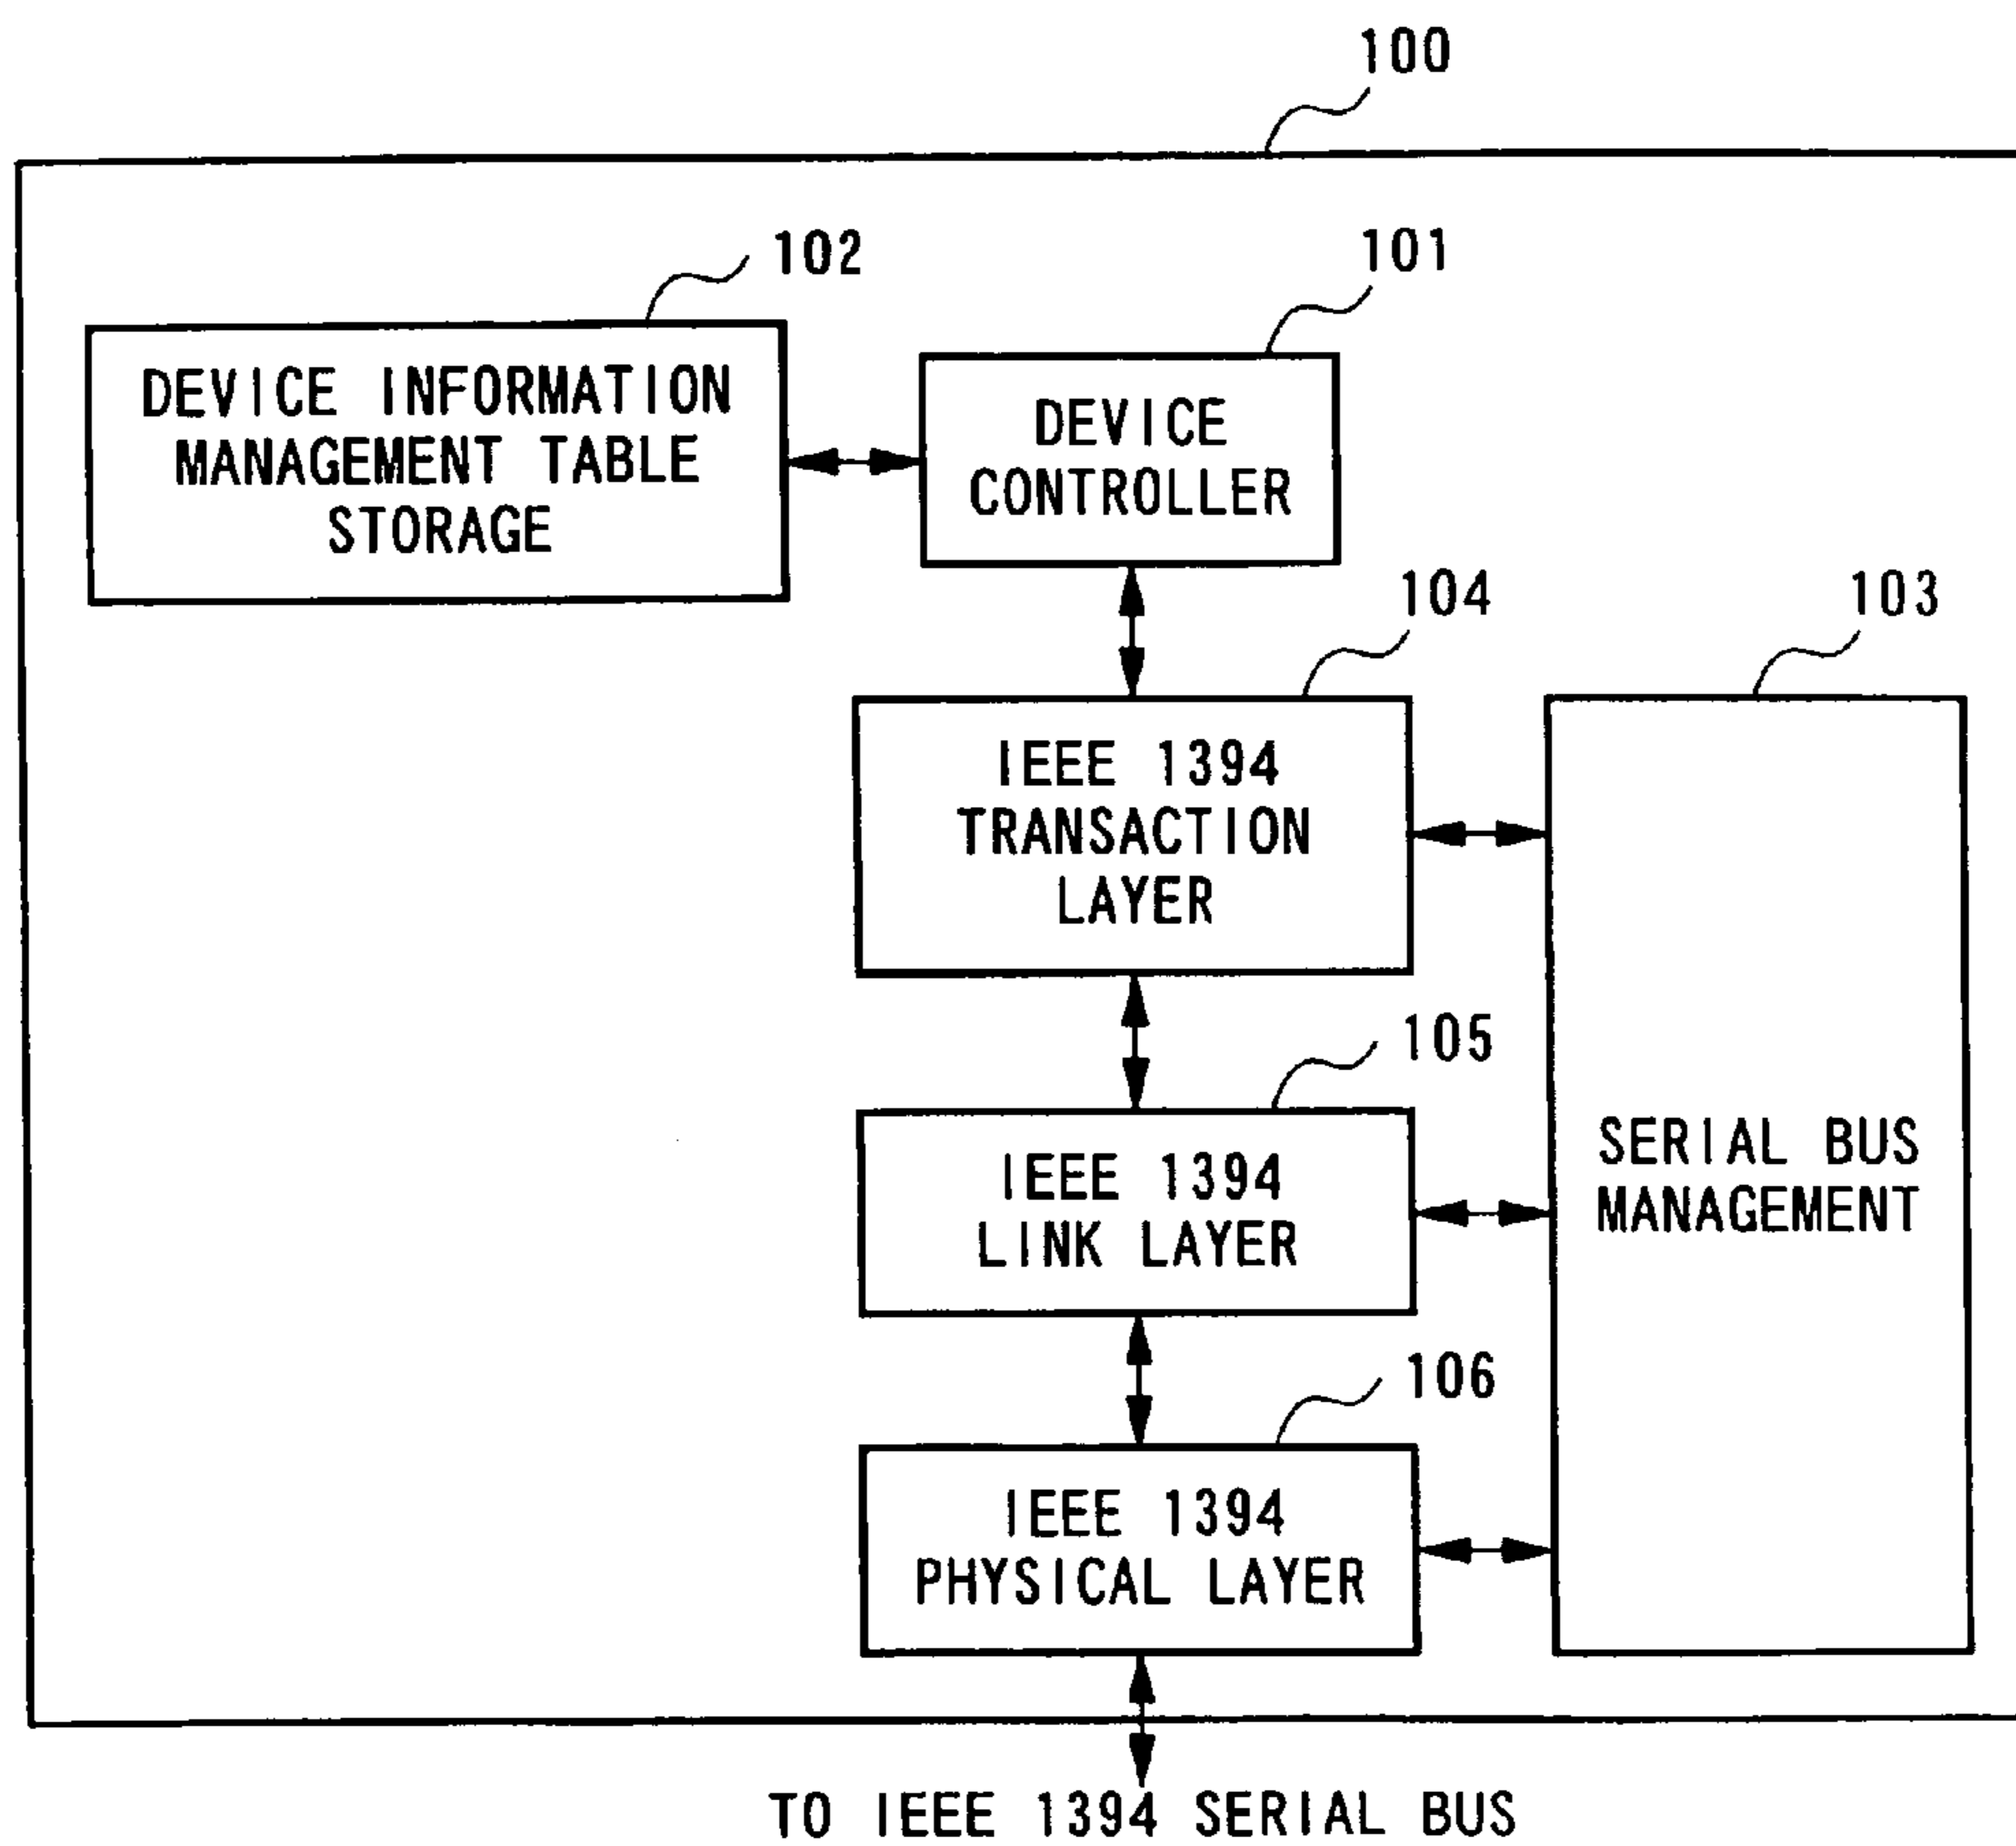 100
102
101
DEVICE INFORMATION
MANAGEMENT TABLE
STORAGE
DEVICE
CONTROLLER
104
103
IEEE 1394
TRANSACTION
LAYER
105
IEEE 1394
LINK LAYER
SERIAL BUS
MANAGEMENT
106
IEEE 1394
PHYSICAL LAYER
TO IEEE 1394 SERIAL BUS